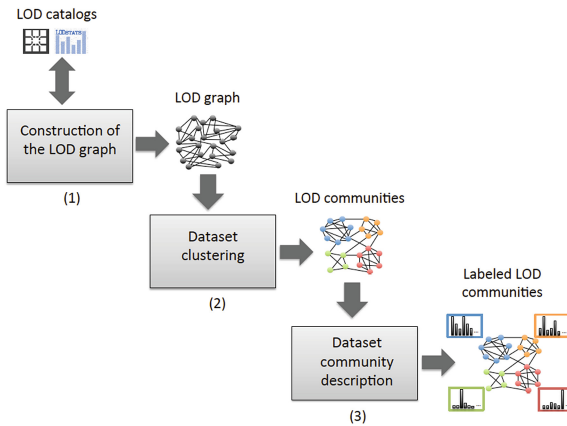 LOD catalogs
LODSTATS
Construction of
the LOD graph
(1)
LOD graph
Dataset
clustering
(2)
LOD communities
Dataset
community
description
(3)
Labeled LOD
communities